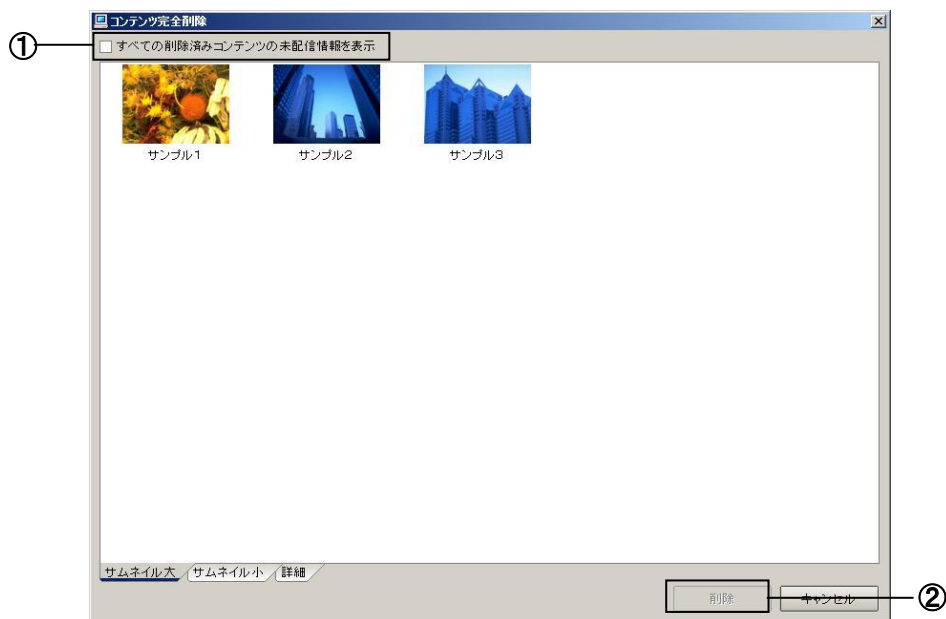 コンテンツ完全削除
①
すべての削除済みコンテンツの未配信情報を表示
サンプル1 サンプル2 サンプル3
サムネイル大 サムネイル小 詳細
削除 キャンセル
②